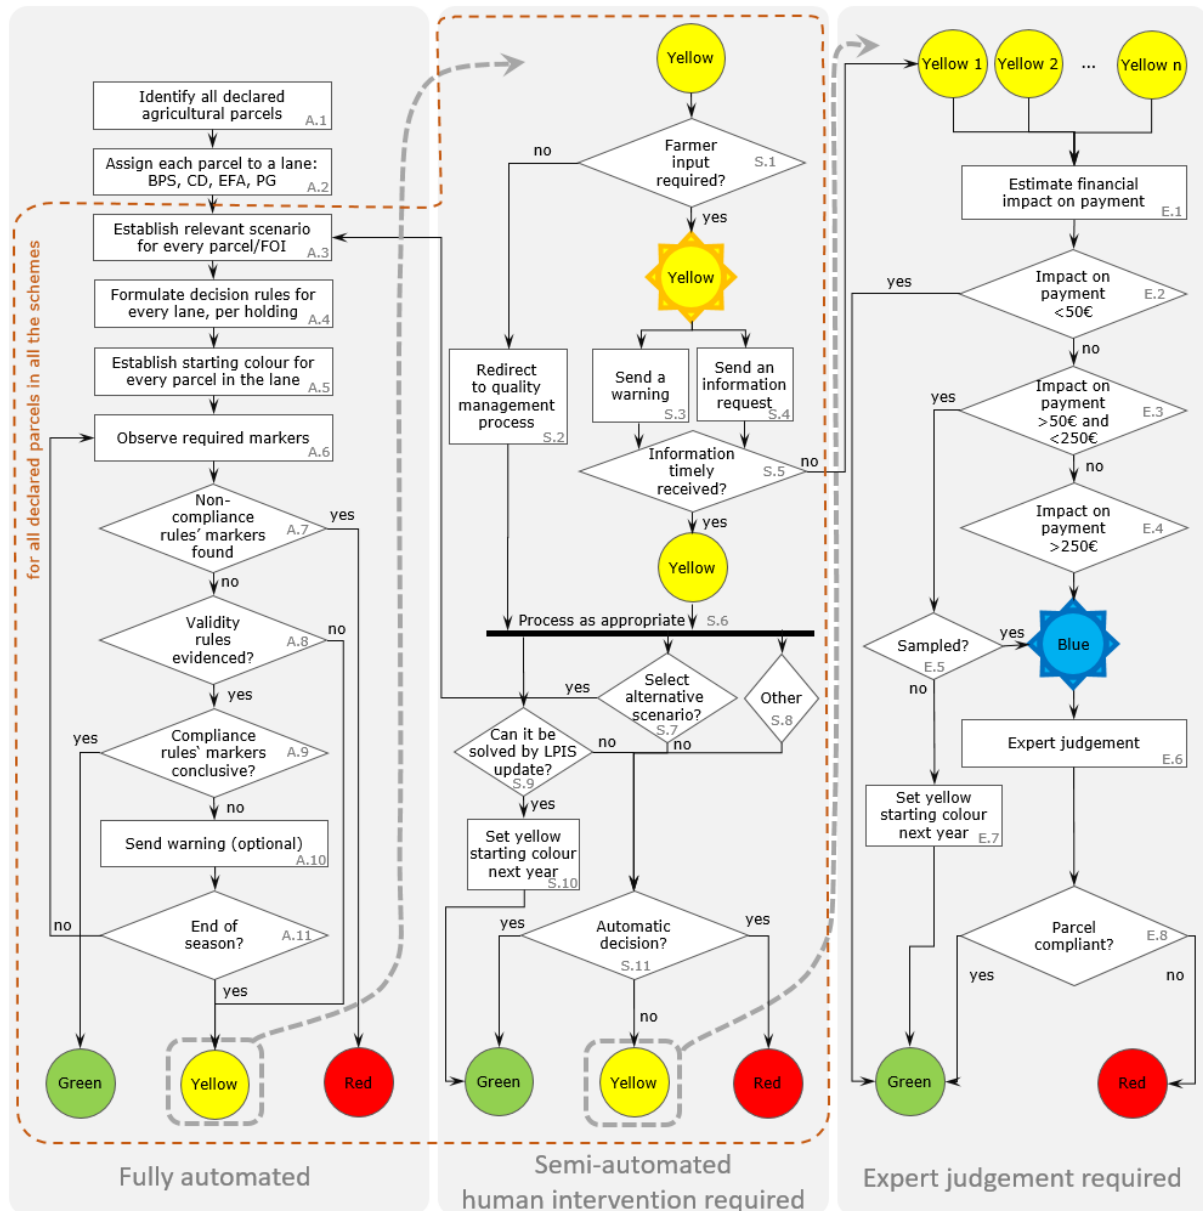 for all declared parcels in all the schemes
Identify all declared
agricultural parcels
A.1
Assign each parcel to a lane:
BPS, CD, EFA, PG
A.2
Establish relevant scenario
for every parcel/FOI
A.3
Formulate decision rules for
every lane, per holding
A.4
Establish starting colour for
every parcel in the lane
A.5
Observe required markers
A.6
Non-
compliance
rules' markers
found
A.7
yes
no
Validity
rules
evidenced?
A.8
no
yes
Compliance
rules' markers
conclusive?
A.9
yes
no
Send warning (optional)
A.10
End of
season?
A.11
no
yes
Green
Yellow
Red
Fully automated
Yellow
Farmer
input
required?
S.1
no
yes
Yellow
Redirect
to quality
management
process
S.2
Send a
warning
S.3
Send an
information
request
S.4
Information
timely
received?
S.5
no
yes
Yellow
Process as appropriate
S.6
Select
alternative
scenario?
S.7
yes
no
Other
S.8
Can it be
solved by LPIS
update?
S.9
no
yes
Set yellow
starting colour
next year
S.10
Automatic
decision?
S.11
yes
yes
no
Green
Yellow
Red
Semi-automated
human intervention required
Yellow 1
Yellow 2
...
Yellow n
Estimate financial
impact on payment
E.1
Impact on
payment
<50€
E.2
yes
no
Impact on
payment
>50€ and
<250€
E.3
yes
no
Impact on
payment
>250€
E.4
Sampled?
E.5
yes
no
Blue
Expert judgement
E.6
Set yellow
starting colour
next year
E.7
Parcel
compliant?
E.8
yes
no
Green
Red
Expert judgement required